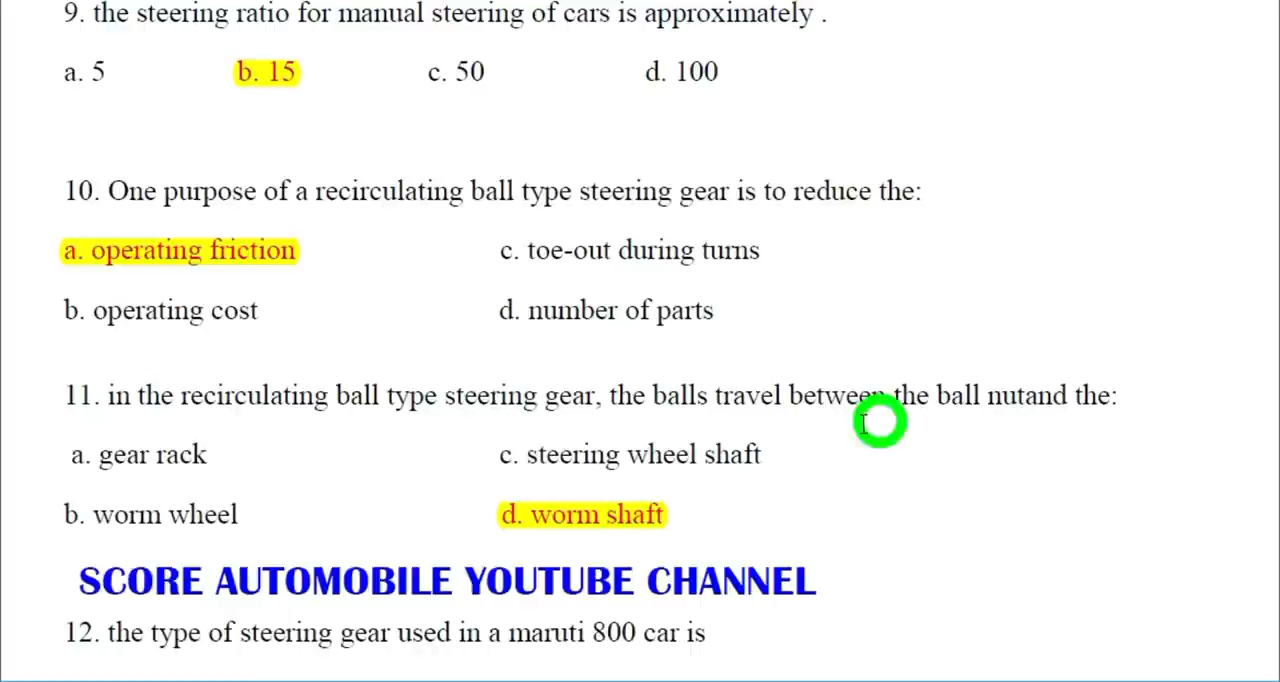 9. the steering ratio for manual steering of cars is approximately .
a. 5 b. 15 c. 50 d. 100
10. One purpose of a recirculating ball type steering gear is to reduce the:
a. operating friction c. toe-out during turns
b. operating cost d. number of parts
11. in the recirculating ball type steering gear, the balls travel between the ball nutand the:
a. gear rack c. steering wheel shaft
b. worm wheel d. worm shaft
SCORE AUTOMOBILE YOUTUBE CHANNEL
12. the type of steering gear used in a maruti 800 car is